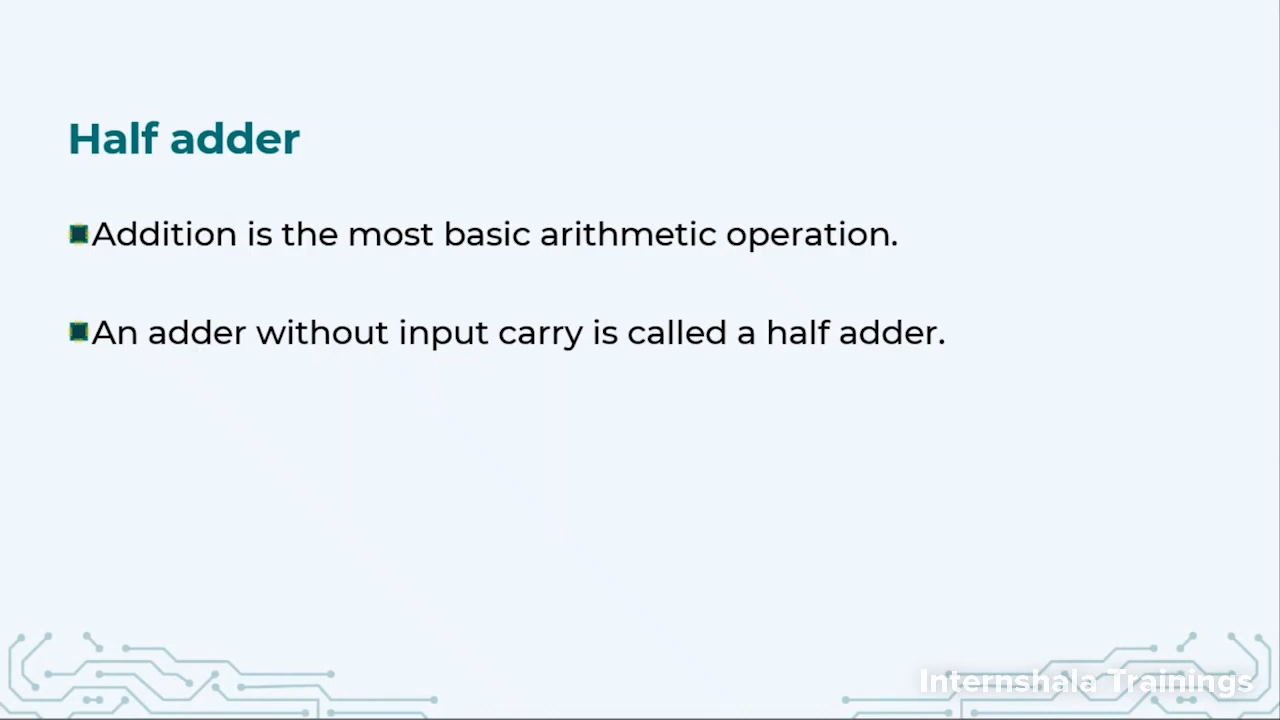 Half adder
Addition is the most basic arithmetic operation.
An adder without input carry is called a half adder.
Internshala Trainings